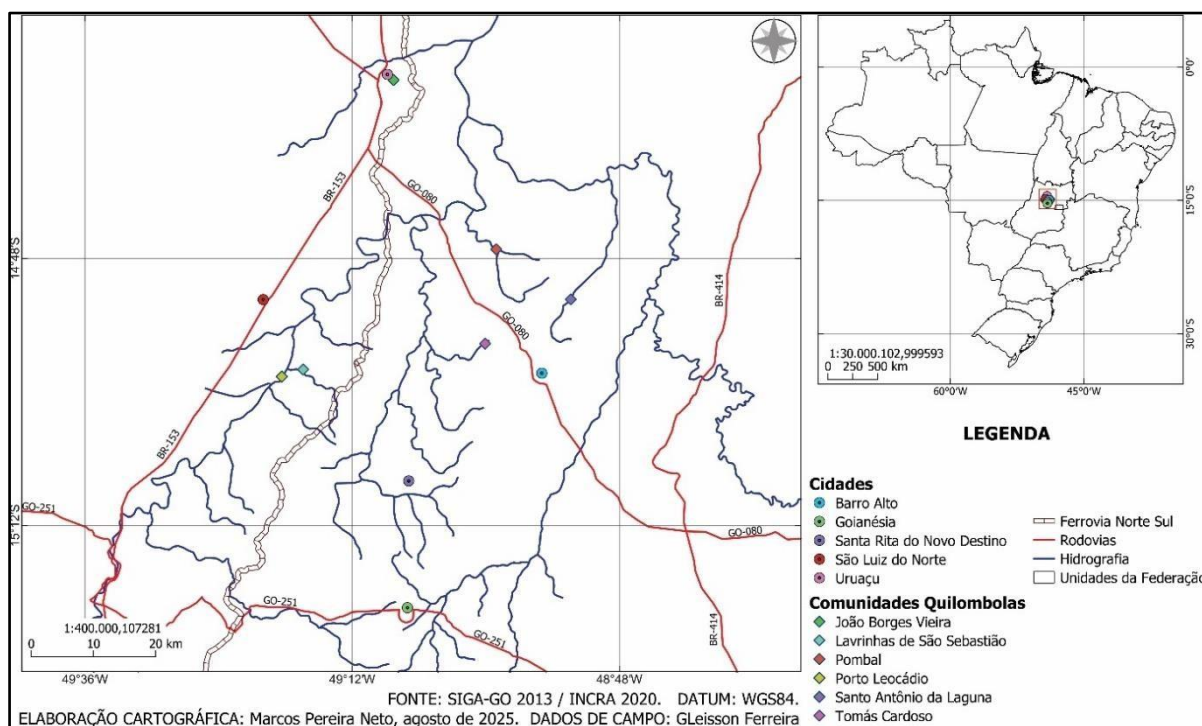 BR-153
GO-080
14°48'S
BR-414
GO-080
BR-153
GO-251
15°12'S
GO-080
GO-251
GO-251
BR-414
1:400.000,107281
0 10 20 km
49°36'W
49°12'W
48°48'W
0°0'
15°0'S
30°0'S
1:30.000.102,999593
0 250 500 km
60°0'W
45°0'W
LEGENDA
Cidades
Barro Alto
Goianésia
Santa Rita do Novo Destino
São Luiz do Norte
Uruaçu
Ferrovia Norte Sul
Rodovias
Hidrografia
Unidades da Federação
Comunidades Quilombolas
João Borges Vieira
Lavrinhas de São Sebastião
Pombal
Porto Leocádio
Santo Antônio da Laguna
Tomás Cardoso
FONTE: SIGA-GO 2013 / INCRA 2020. DATUM: WGS84.
ELABORAÇÃO CARTOGRÁFICA: Marcos Pereira Neto, agosto de 2025. DADOS DE CAMPO: GLeisson Ferreira